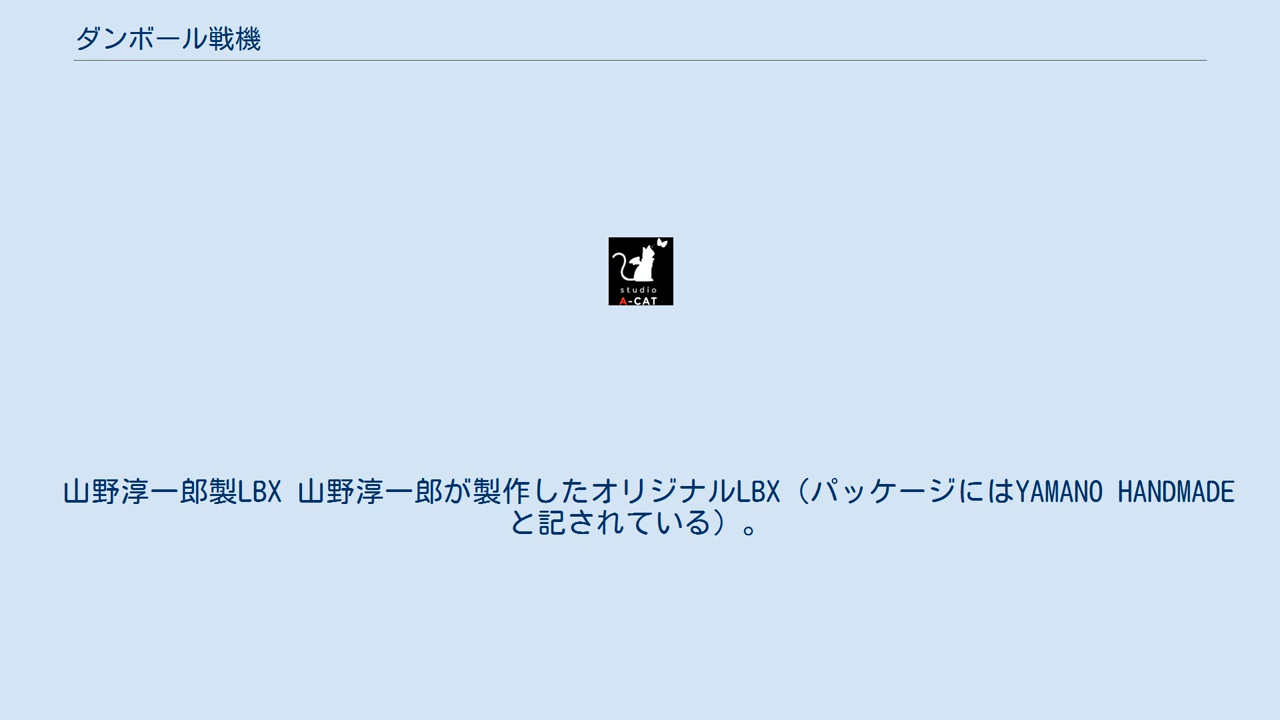 ダンボール戦機
studio
A-CAT
山野淳一郎製LBX 山野淳一郎が製作したオリジナルLBX（パッケージにはYAMANO HANDMADE
と記されている）。